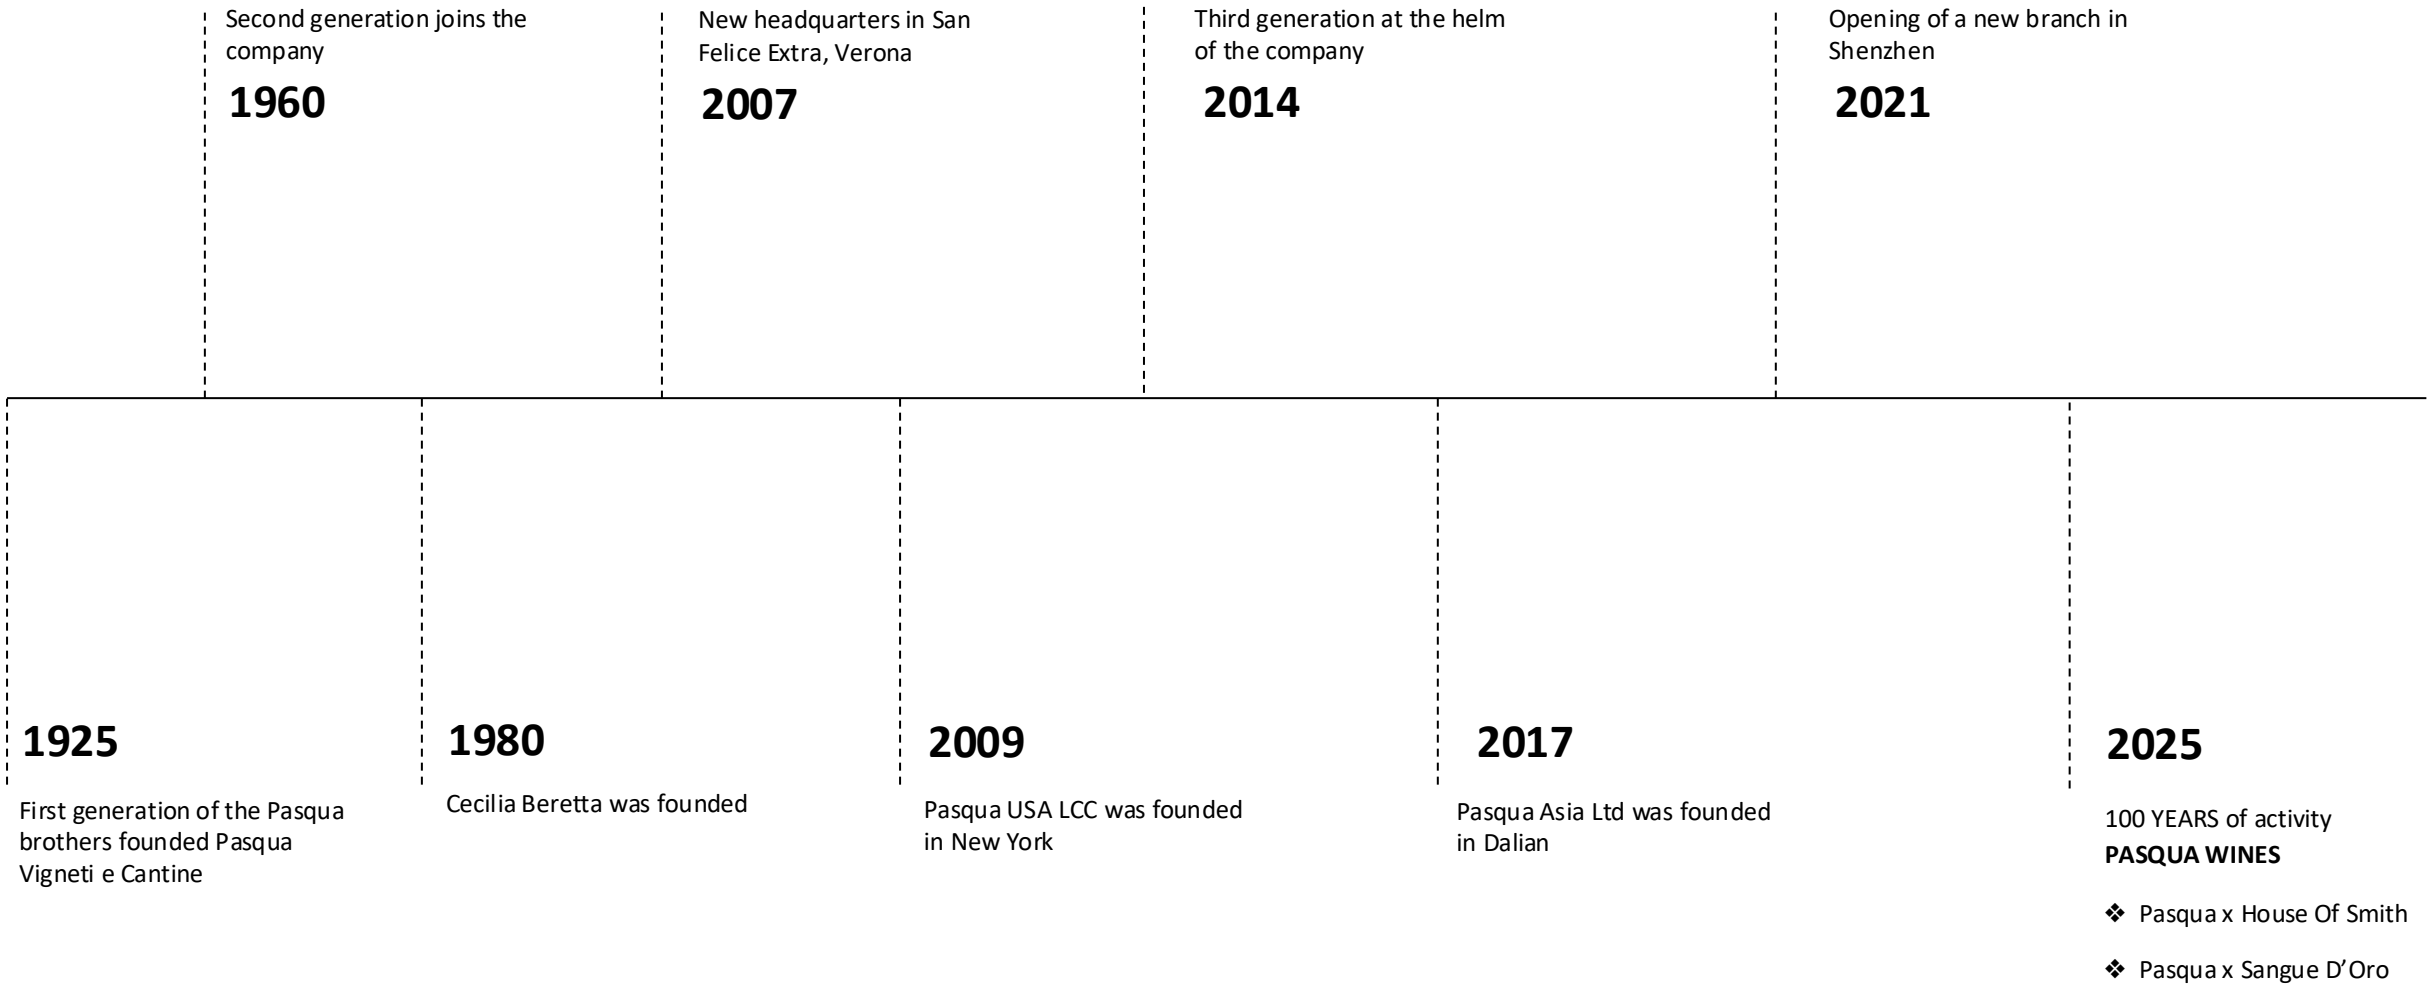 Second generation joins the
company
1960
New headquarters in San
Felice Extra, Verona
2007
Third generation at the helm
of the company
2014
Opening of a new branch in
Shenzhen
2021
1925
First generation of the Pasqua
brothers founded Pasqua
Vigneti e Cantine
1980
Cecilia Beretta was founded
2009
Pasqua USA LCC was founded
in New York
2017
Pasqua Asia Ltd was founded
in Dalian
2025
100 YEARS of activity
PASQUA WINES
❖ Pasqua x House Of Smith
❖ Pasqua x Sangue D’Oro